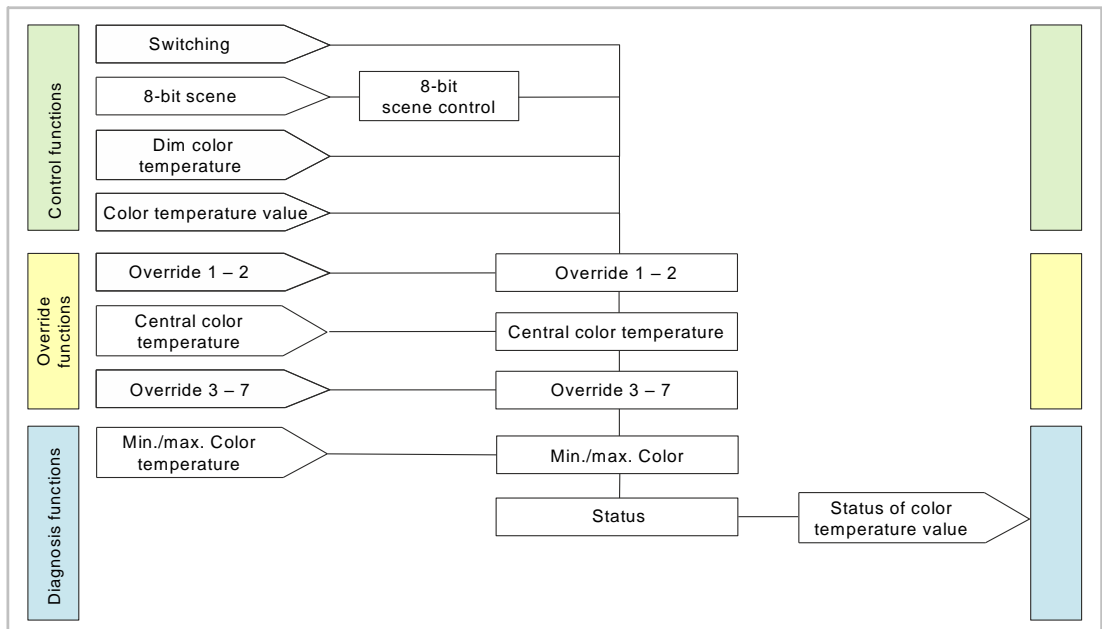 Control functions
Switching
8-bit scene
8-bit
scene control
Dim color
temperature
Color temperature value
Override
functions
Override 1 – 2
Override 1 – 2
Central color
temperature
Central color temperature
Override 3 – 7
Override 3 – 7
Diagnosis functions
Min./max. Color
temperature
Min./max. Color
Status
Status of color
temperature value